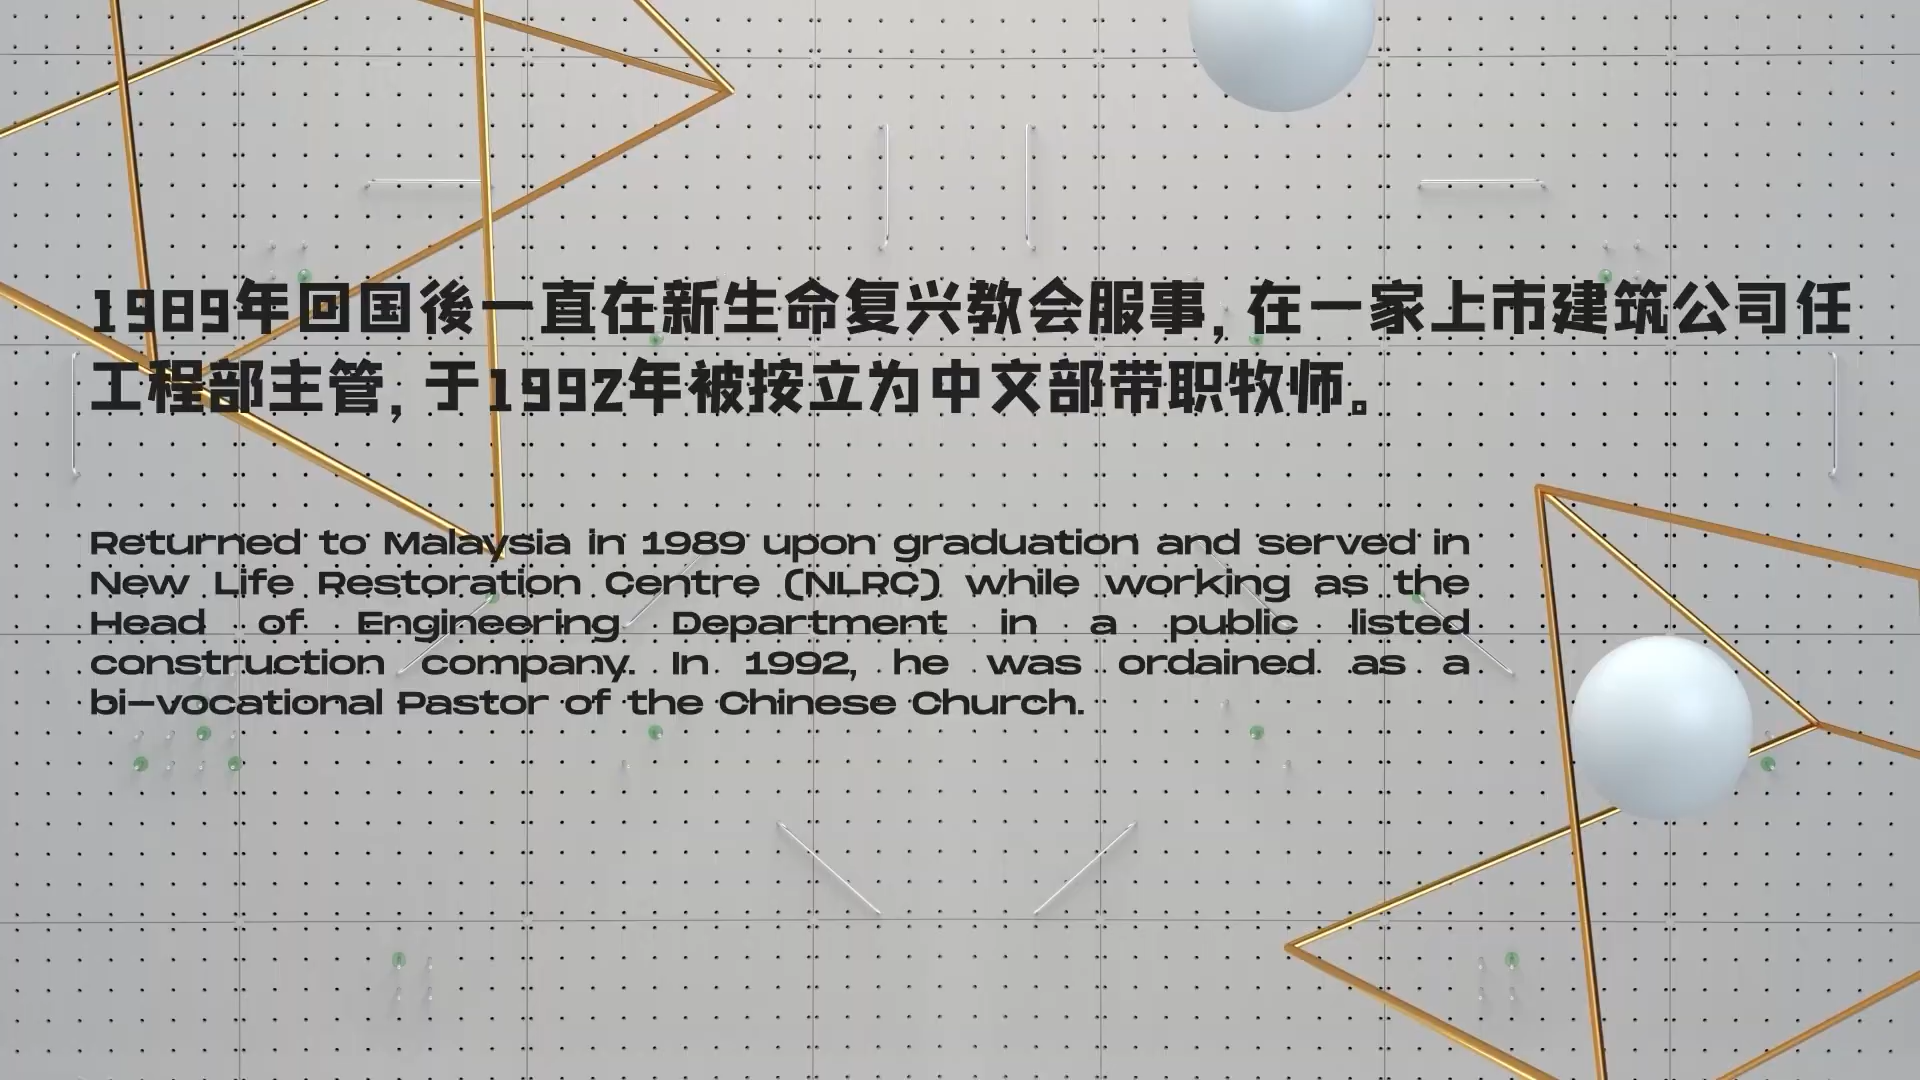 1989年回国後一直在新生命复兴教会服事, 在一家上市建筑公司任
工程部主管, 于1992年被按立为中文部带职牧师。
Returned to Malaysia in 1989 upon graduation and served in
New Life Restoration Centre (NLRC) while working as the
Head of Engineering Department in a public listed
construction company. In 1992, he was ordained as a
bi-vocational Pastor of the Chinese Church.